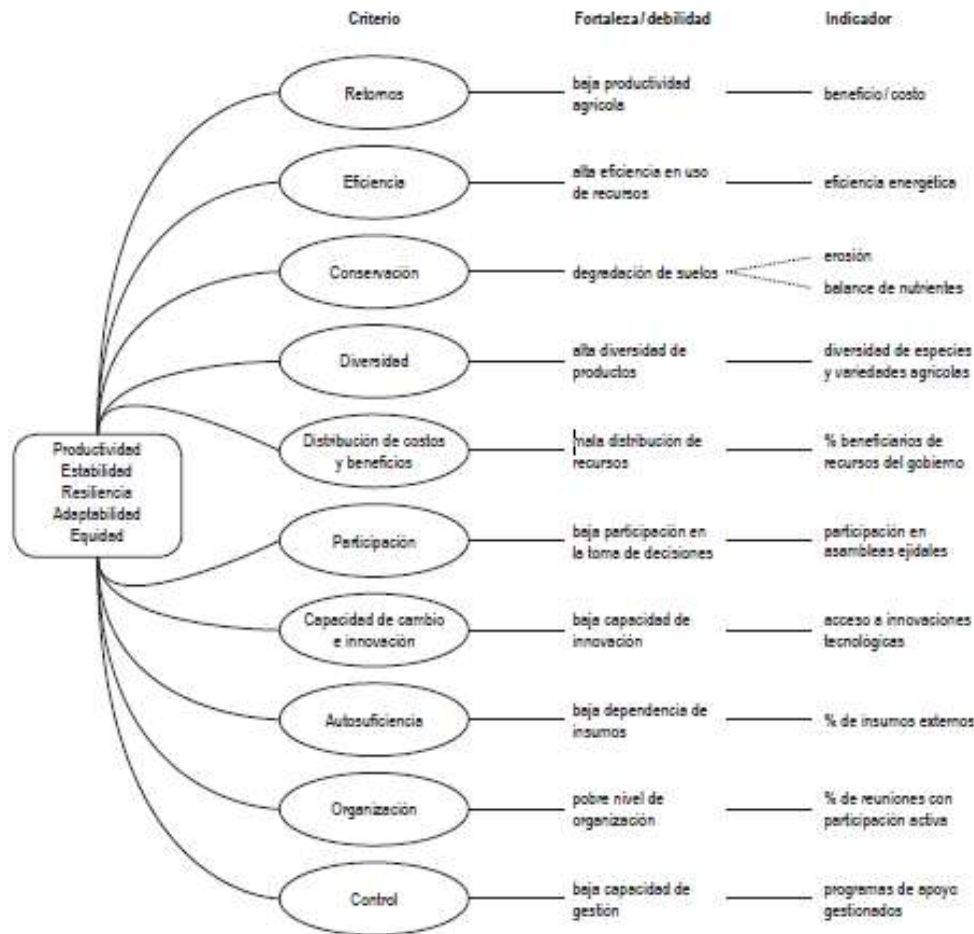 Criterio Fortaleza/debilidad Indicador
Retornos
baja productividad
agrícola
beneficio/costo
Eficiencia
alta eficiencia en uso
de recursos
eficiencia energética
Conservación
degradación de suelos
erosión
balance de nutrientes
Diversidad
alta diversidad de
productos
diversidad de especies
y variedades agrícolas
Distribución de costos
y beneficios
mala distribución de
recursos
% beneficiarios de
recursos del gobierno
Productividad
Estabilidad
Resiliencia
Adaptabilidad
Equidad
Participación
baja participación en
la toma de decisiones
participación en
asambleas ejidales
Capacidad de cambio
e innovación
baja capacidad de
innovación
acceso a innovaciones
tecnológicas
Autosuficiencia
baja dependencia de
insumos
% de insumos externos
Organización
pobre nivel de
organización
% de reuniones con
participación activa
Control
baja capacidad de
gestión
programas de apoyo
gestionados